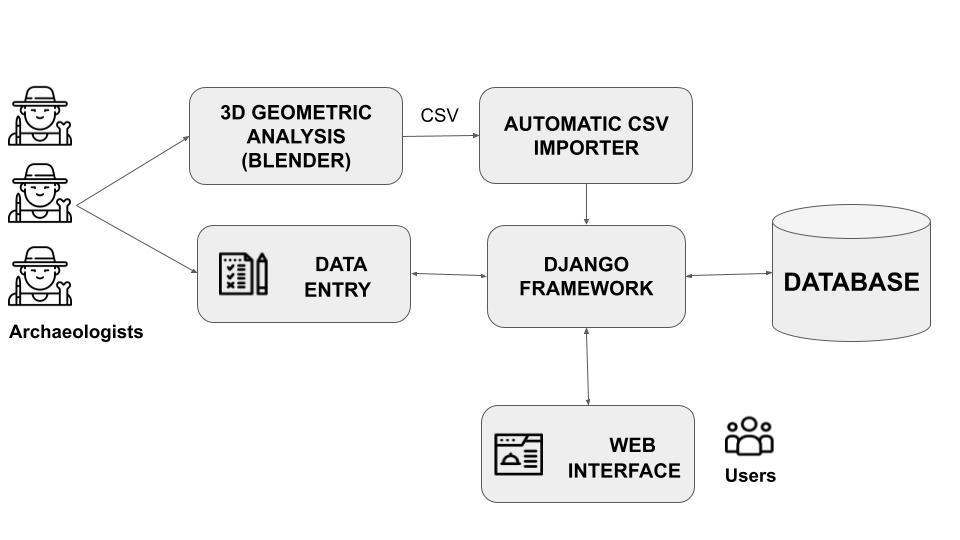 3D GEOMETRIC
ANALYSIS
(BLENDER)
CSV
AUTOMATIC CSV
IMPORTER
DATA
ENTRY
DJANGO
FRAMEWORK
DATABASE
Archaeologists
WEB
INTERFACE
Users